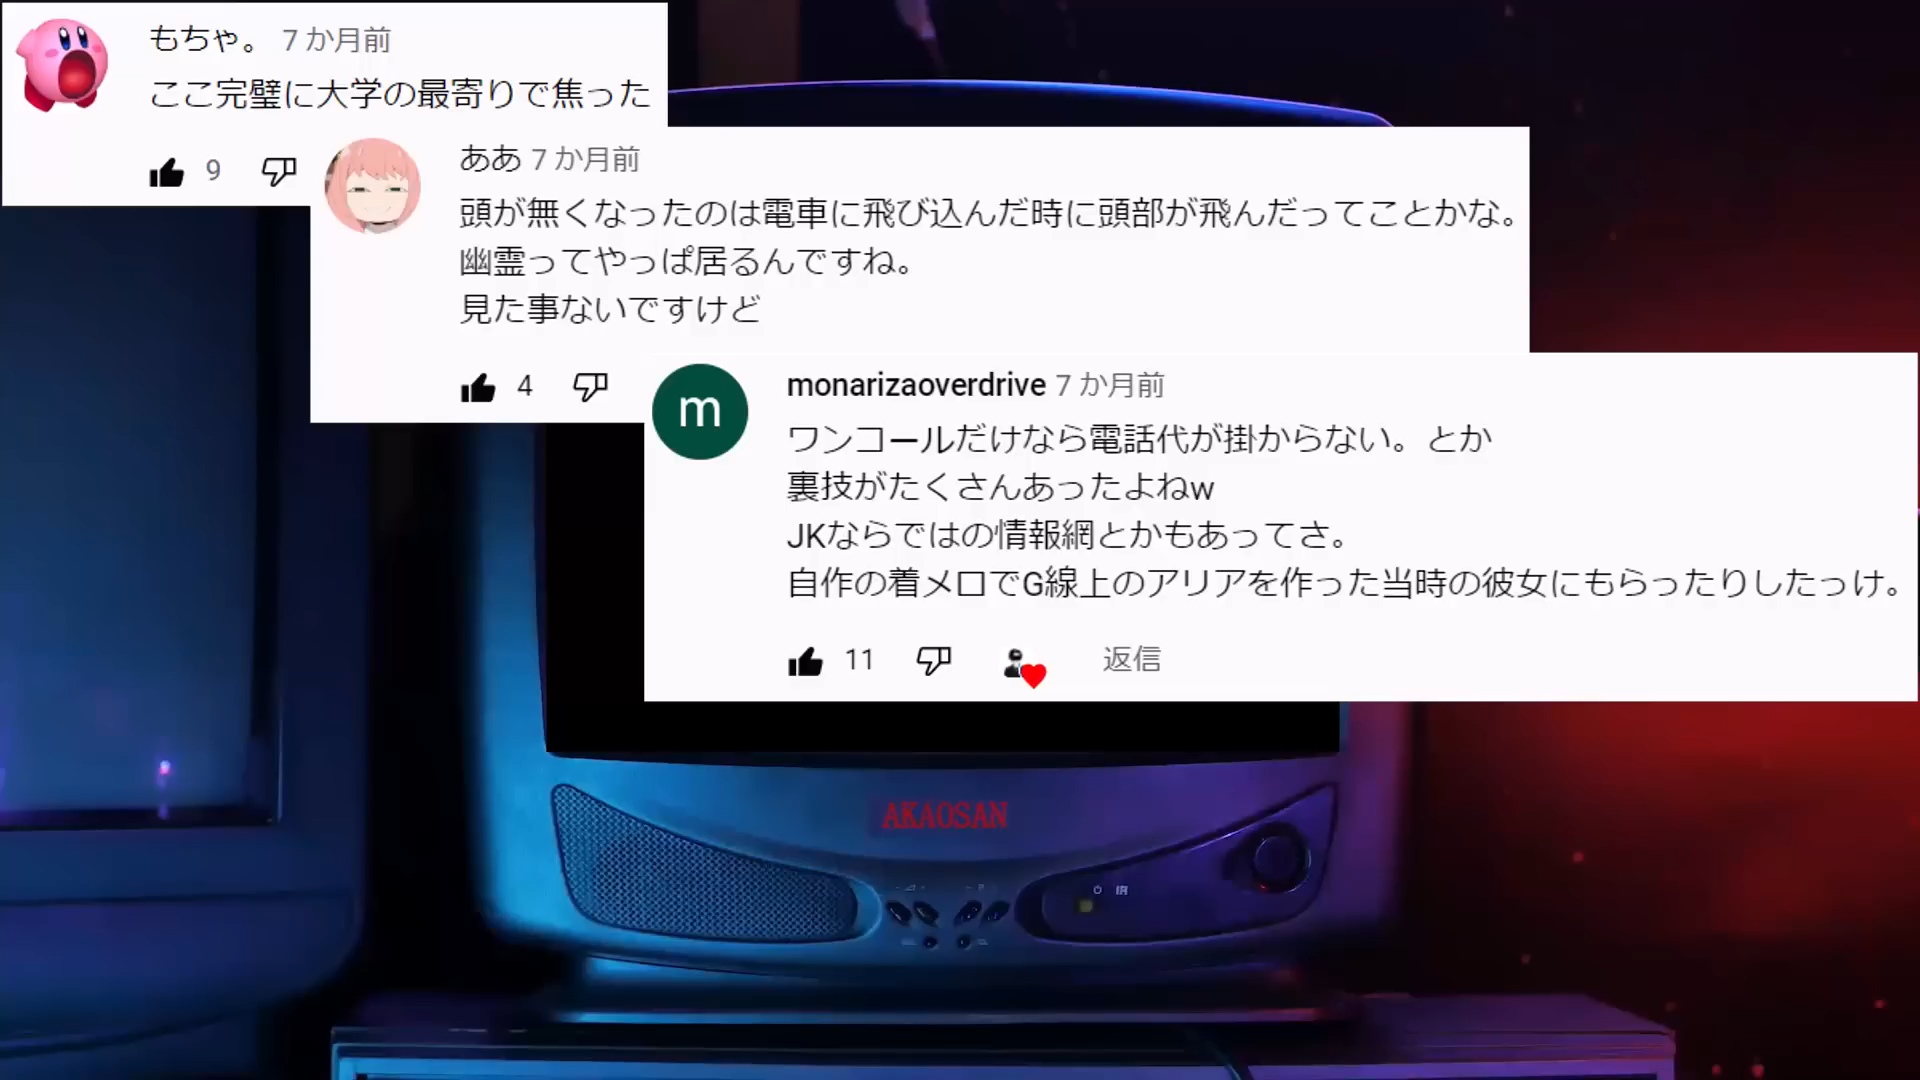 もちゃ。 7 か月前
ここ完璧に大学の最寄りで焦った
9
ああ 7 か月前
頭が無くなったのは電車に飛び込んだ時に頭部が飛んだってことかな。
幽霊ってやっぱ居るんですね。
見た事ないですけど
4
monarizaoverdrive 7 か月前
ワンコールだけなら電話代が掛からない。とか
裏技がたくさんあったよねw
JKならではの情報網とかもあってさ。
自作の着メロでG線上のアリアを作った当時の彼女にもらったりしたっけ。
11 返信
AKAOSAN